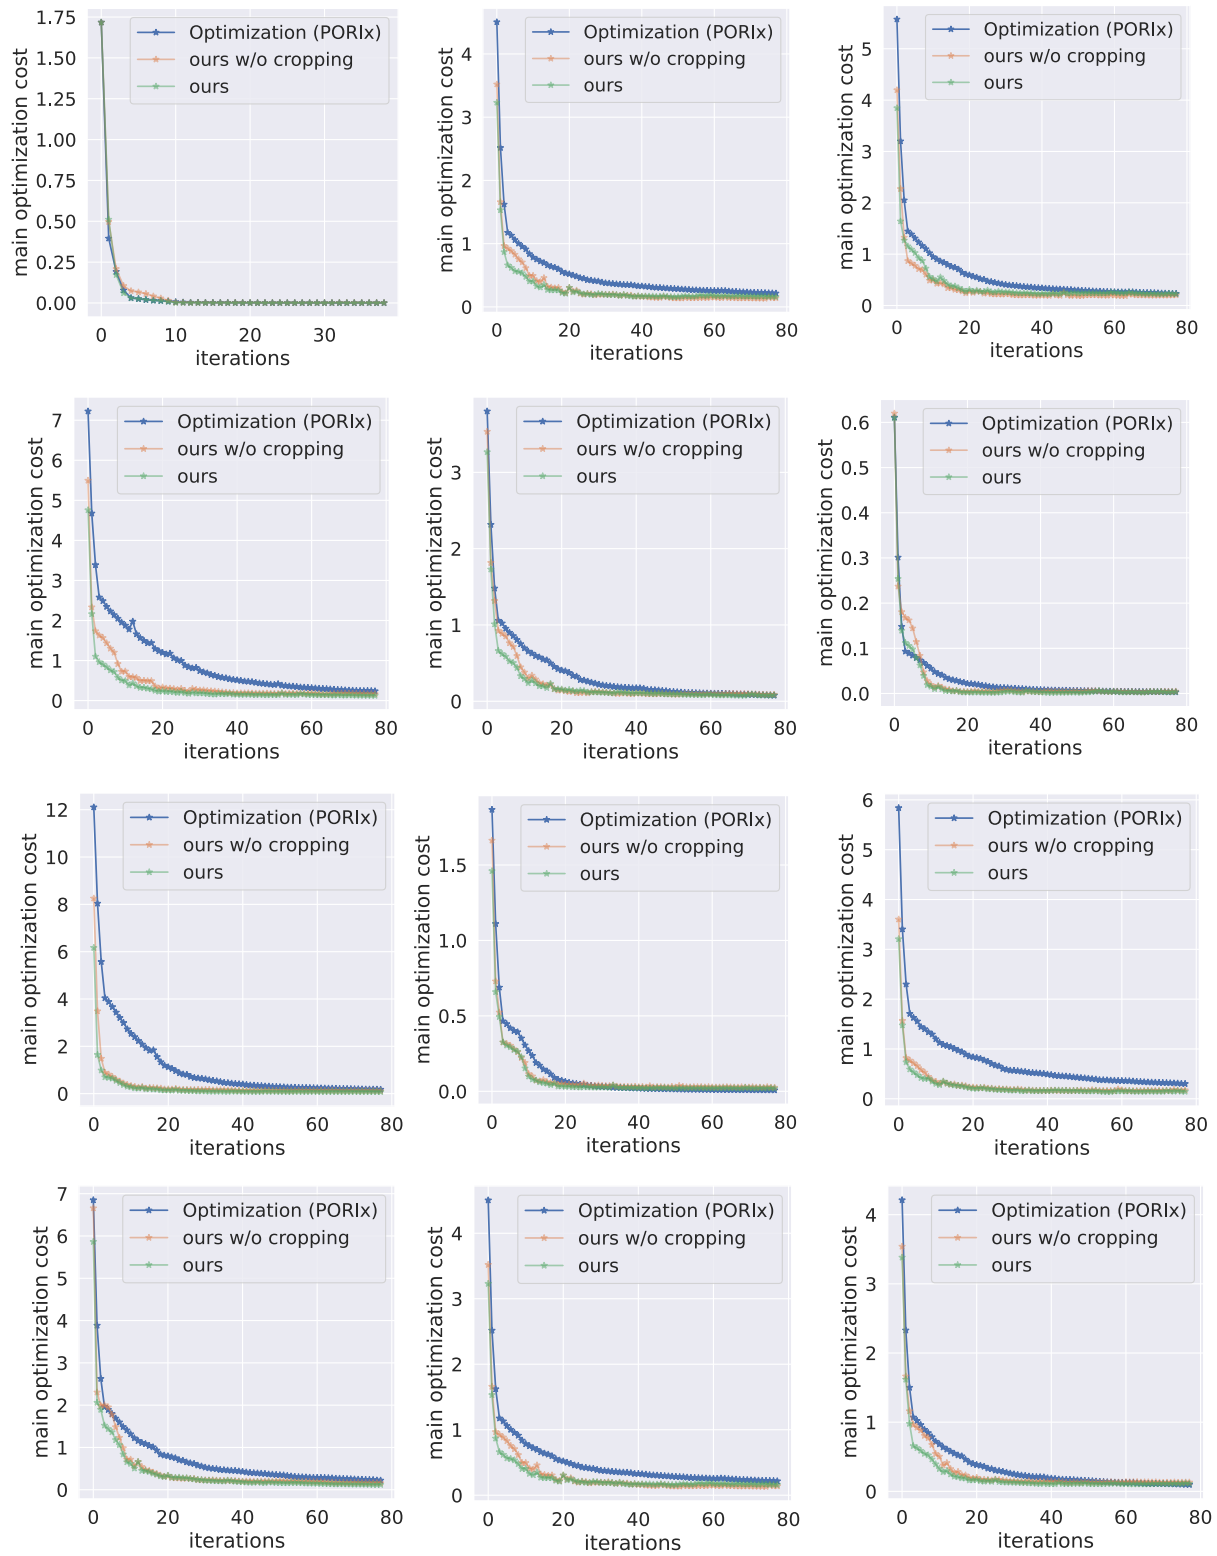 main optimization cost
1.75
1.50
1.25
1.00
0.75
0.50
0.25
0.00
Optimization (PORIx)
ours w/o cropping
ours
0 10 20 30
iterations
main optimization cost
4
3
2
1
0
Optimization (PORIx)
ours w/o cropping
ours
0 20 40 60 80
iterations
main optimization cost
5
4
3
2
1
0
Optimization (PORIx)
ours w/o cropping
ours
0 20 40 60 80
iterations
main optimization cost
7
6
5
4
3
2
1
0
Optimization (PORIx)
ours w/o cropping
ours
0 20 40 60 80
iterations
main optimization cost
3
2
1
0
Optimization (PORIx)
ours w/o cropping
ours
0 20 40 60 80
iterations
main optimization cost
0.6
0.5
0.4
0.3
0.2
0.1
0.0
Optimization (PORIx)
ours w/o cropping
ours
0 20 40 60 80
iterations
main optimization cost
12
10
8
6
4
2
0
Optimization (PORIx)
ours w/o cropping
ours
0 20 40 60 80
iterations
main optimization cost
1.5
1.0
0.5
0.0
Optimization (PORIx)
ours w/o cropping
ours
0 20 40 60 80
iterations
main optimization cost
6
5
4
3
2
1
0
Optimization (PORIx)
ours w/o cropping
ours
0 20 40 60 80
iterations
main optimization cost
7
6
5
4
3
2
1
0
Optimization (PORIx)
ours w/o cropping
ours
0 20 40 60 80
iterations
main optimization cost
4
3
2
1
0
Optimization (PORIx)
ours w/o cropping
ours
0 20 40 60 80
iterations
main optimization cost
4
3
2
1
0
Optimization (PORIx)
ours w/o cropping
ours
0 20 40 60 80
iterations